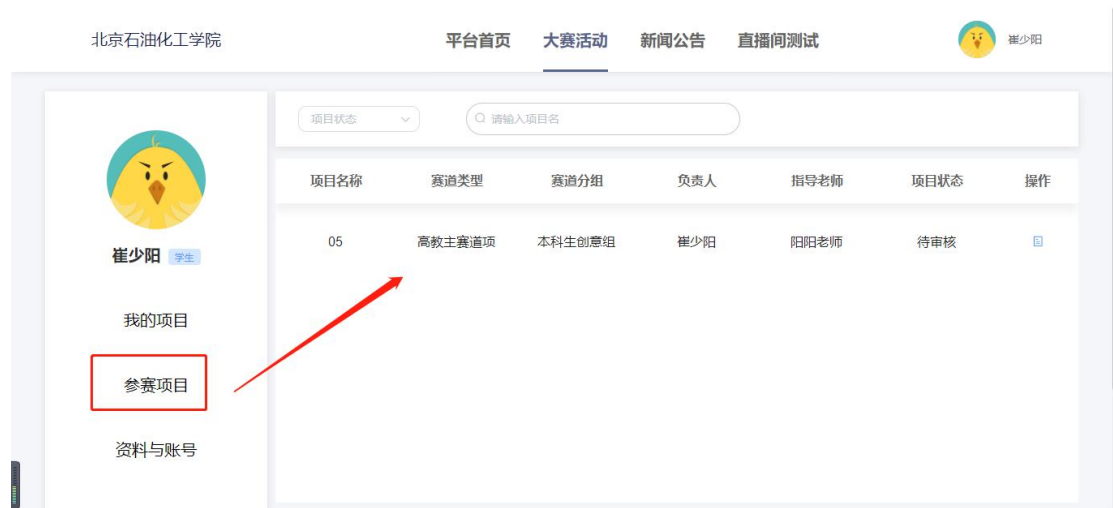 北京石油化工学院 平台首页 大赛活动 新闻公告 直播间测试 崔少阳
项目状态 请输入项目名
项目名称 赛道类型 赛道分组 负责人 指导老师 项目状态 操作
05 高教主赛道项 本科生创意组 崔少阳 阳阳老师 待审核
崔少阳 学生
我的项目
参赛项目
资料与账号